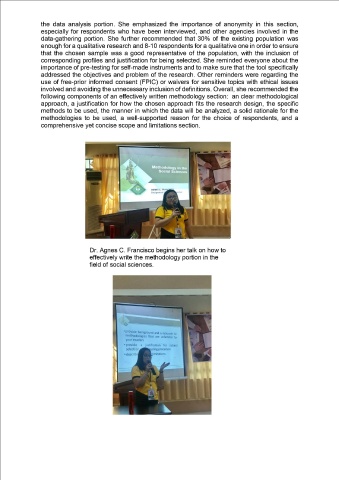 the data analysis portion. She emphasized the importance of anonymity in this section,
especially for respondents who have been interviewed, and other agencies involved in the
data-gathering portion. She further recommended that 30% of the existing population was
enough for a qualitative research and 8-10 respondents for a qualitative one in order to ensure
that the chosen sample was a good representative of the population, with the inclusion of
corresponding profiles and justification for being selected. She reminded everyone about the
importance of pre-testing for self-made instruments and to make sure that the tool specifically
addressed the objectives and problem of the research. Other reminders were regarding the
use of free-prior informed consent (FPIC) or waivers for sensitive topics with ethical issues
involved and avoiding the unnecessary inclusion of definitions. Overall, she recommended the
following components of an effectively written methodology section: an clear methodological
approach, a justification for how the chosen approach fits the research design, the specific
methods to be used, the manner in which the data will be analyzed, a solid rationale for the
methodologies to be used, a well-supported reason for the choice of respondents, and a
comprehensive yet concise scope and limitations section.
Methodology in the
Social Sciences
Dr. Agnes C. Francisco begins her talk on how to
effectively write the methodology portion in the
field of social sciences.